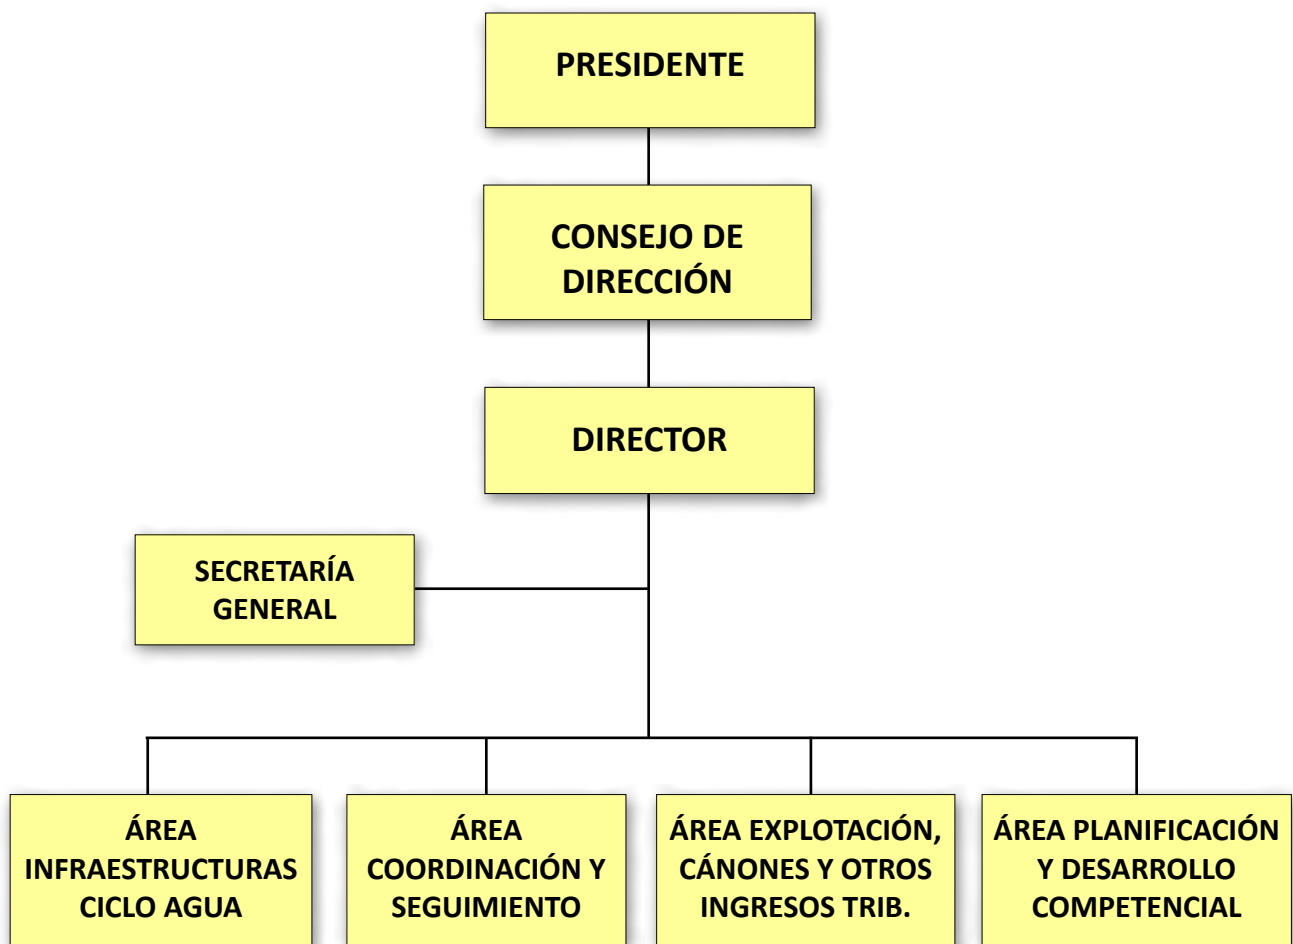 PRESIDENTE
CONSEJO DE
DIRECCIÓN
DIRECTOR
SECRETARÍA
GENERAL
ÁREA
INFRAESTRUCTURAS
CICLO AGUA
ÁREA
COORDINACIÓN Y
SEGUIMIENTO
ÁREA EXPLOTACIÓN,
CÁNONES Y OTROS
INGRESOS TRIB.
ÁREA PLANIFICACIÓN
Y DESARROLLO
COMPETENCIAL